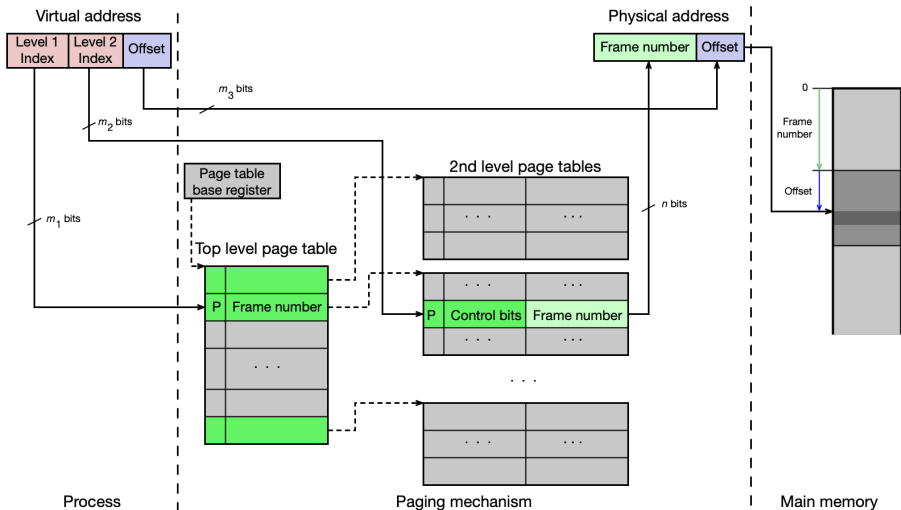 Virtual address
Physical address
Level 1
Index
Level 2
Index
Offset
Frame number
Offset
m3 bits
m2 bits
m1 bits
n bits
0
Frame
number
Offset
Page table
base register
2nd level page tables
. . .
. . .
Top level page table
. . .
. . .
P
Frame number
P
Control bits
Frame number
. . .
. . .
. . .
. . .
. . .
. . .
Process
Paging mechanism
Main memory